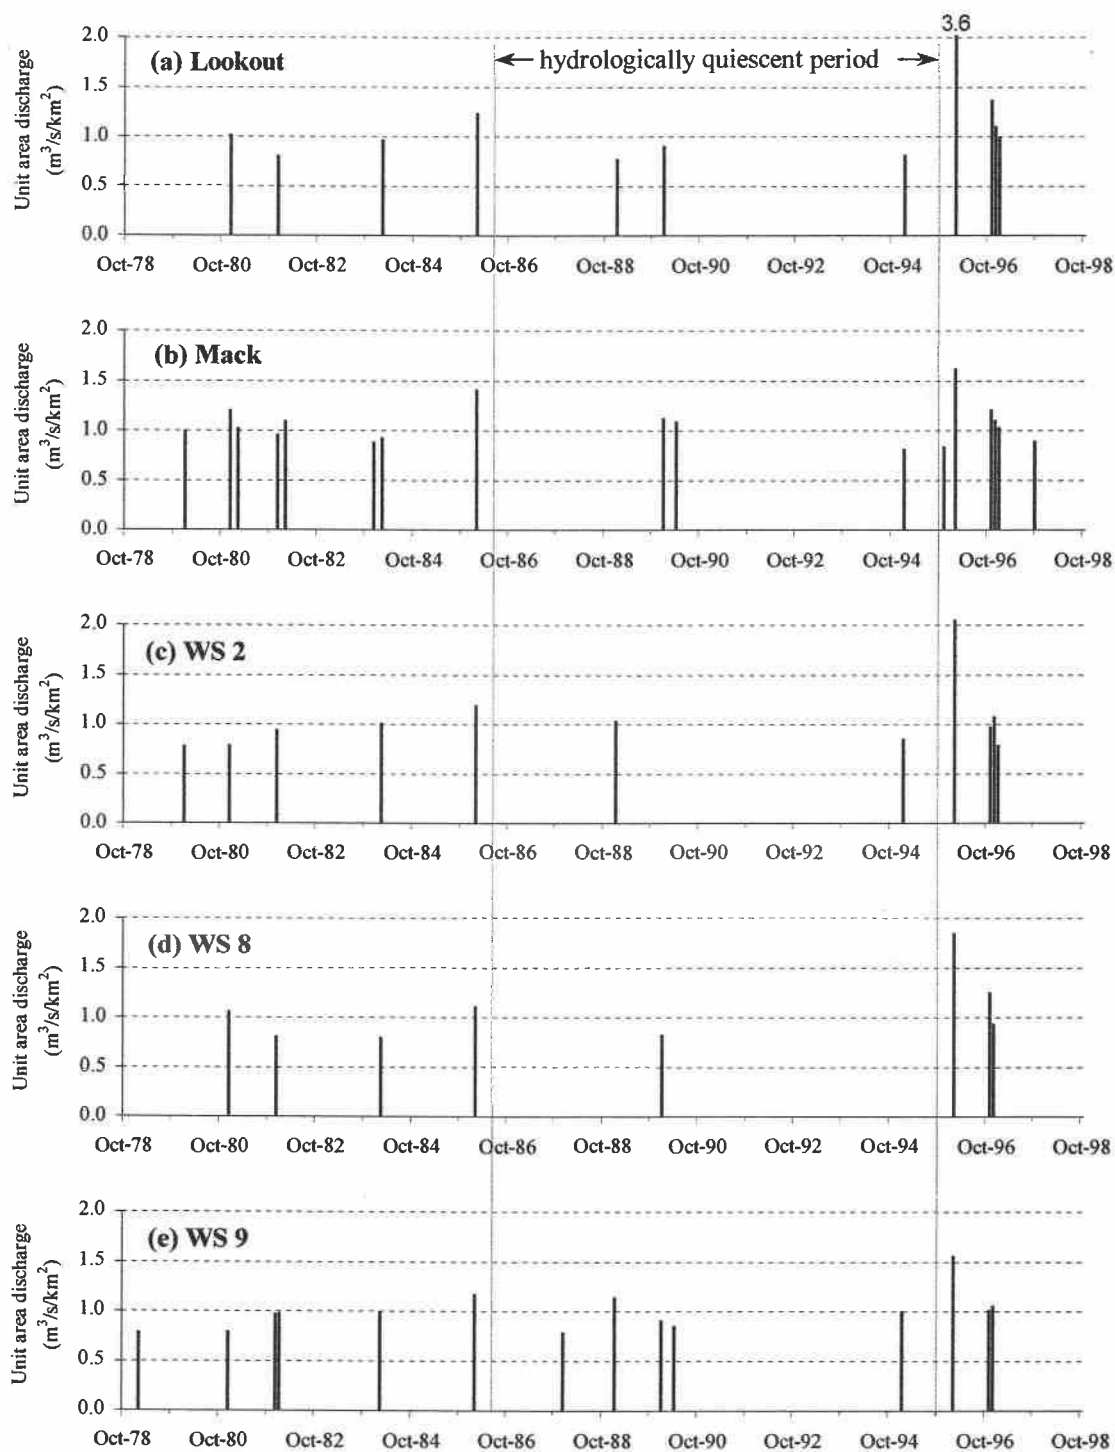 3.6
2.0
(a) Lookout
hydrologically quiescent period
1.5
1.0
0.5
0.0
Unit area discharge
(m³/s/km²)
Oct-78 Oct-80 Oct-82 Oct-84 Oct-86 Oct-88 Oct-90 Oct-92 Oct-94 Oct-96 Oct-98
2.0
(b) Mack
1.5
1.0
0.5
0.0
Unit area discharge
(m³/s/km²)
Oct-78 Oct-80 Oct-82 Oct-84 Oct-86 Oct-88 Oct-90 Oct-92 Oct-94 Oct-96 Oct-98
2.0
(c) WS 2
1.5
1.0
0.5
0.0
Unit area discharge
(m³/s/km²)
Oct-78 Oct-80 Oct-82 Oct-84 Oct-86 Oct-88 Oct-90 Oct-92 Oct-94 Oct-96 Oct-98
2.0
(d) WS 8
1.5
1.0
0.5
0.0
Unit area discharge
(m³/s/km²)
Oct-78 Oct-80 Oct-82 Oct-84 Oct-86 Oct-88 Oct-90 Oct-92 Oct-94 Oct-96 Oct-98
2.0
(e) WS 9
1.5
1.0
0.5
0.0
Unit area discharge
(m³/s/km²)
Oct-78 Oct-80 Oct-82 Oct-84 Oct-86 Oct-88 Oct-90 Oct-92 Oct-94 Oct-96 Oct-98